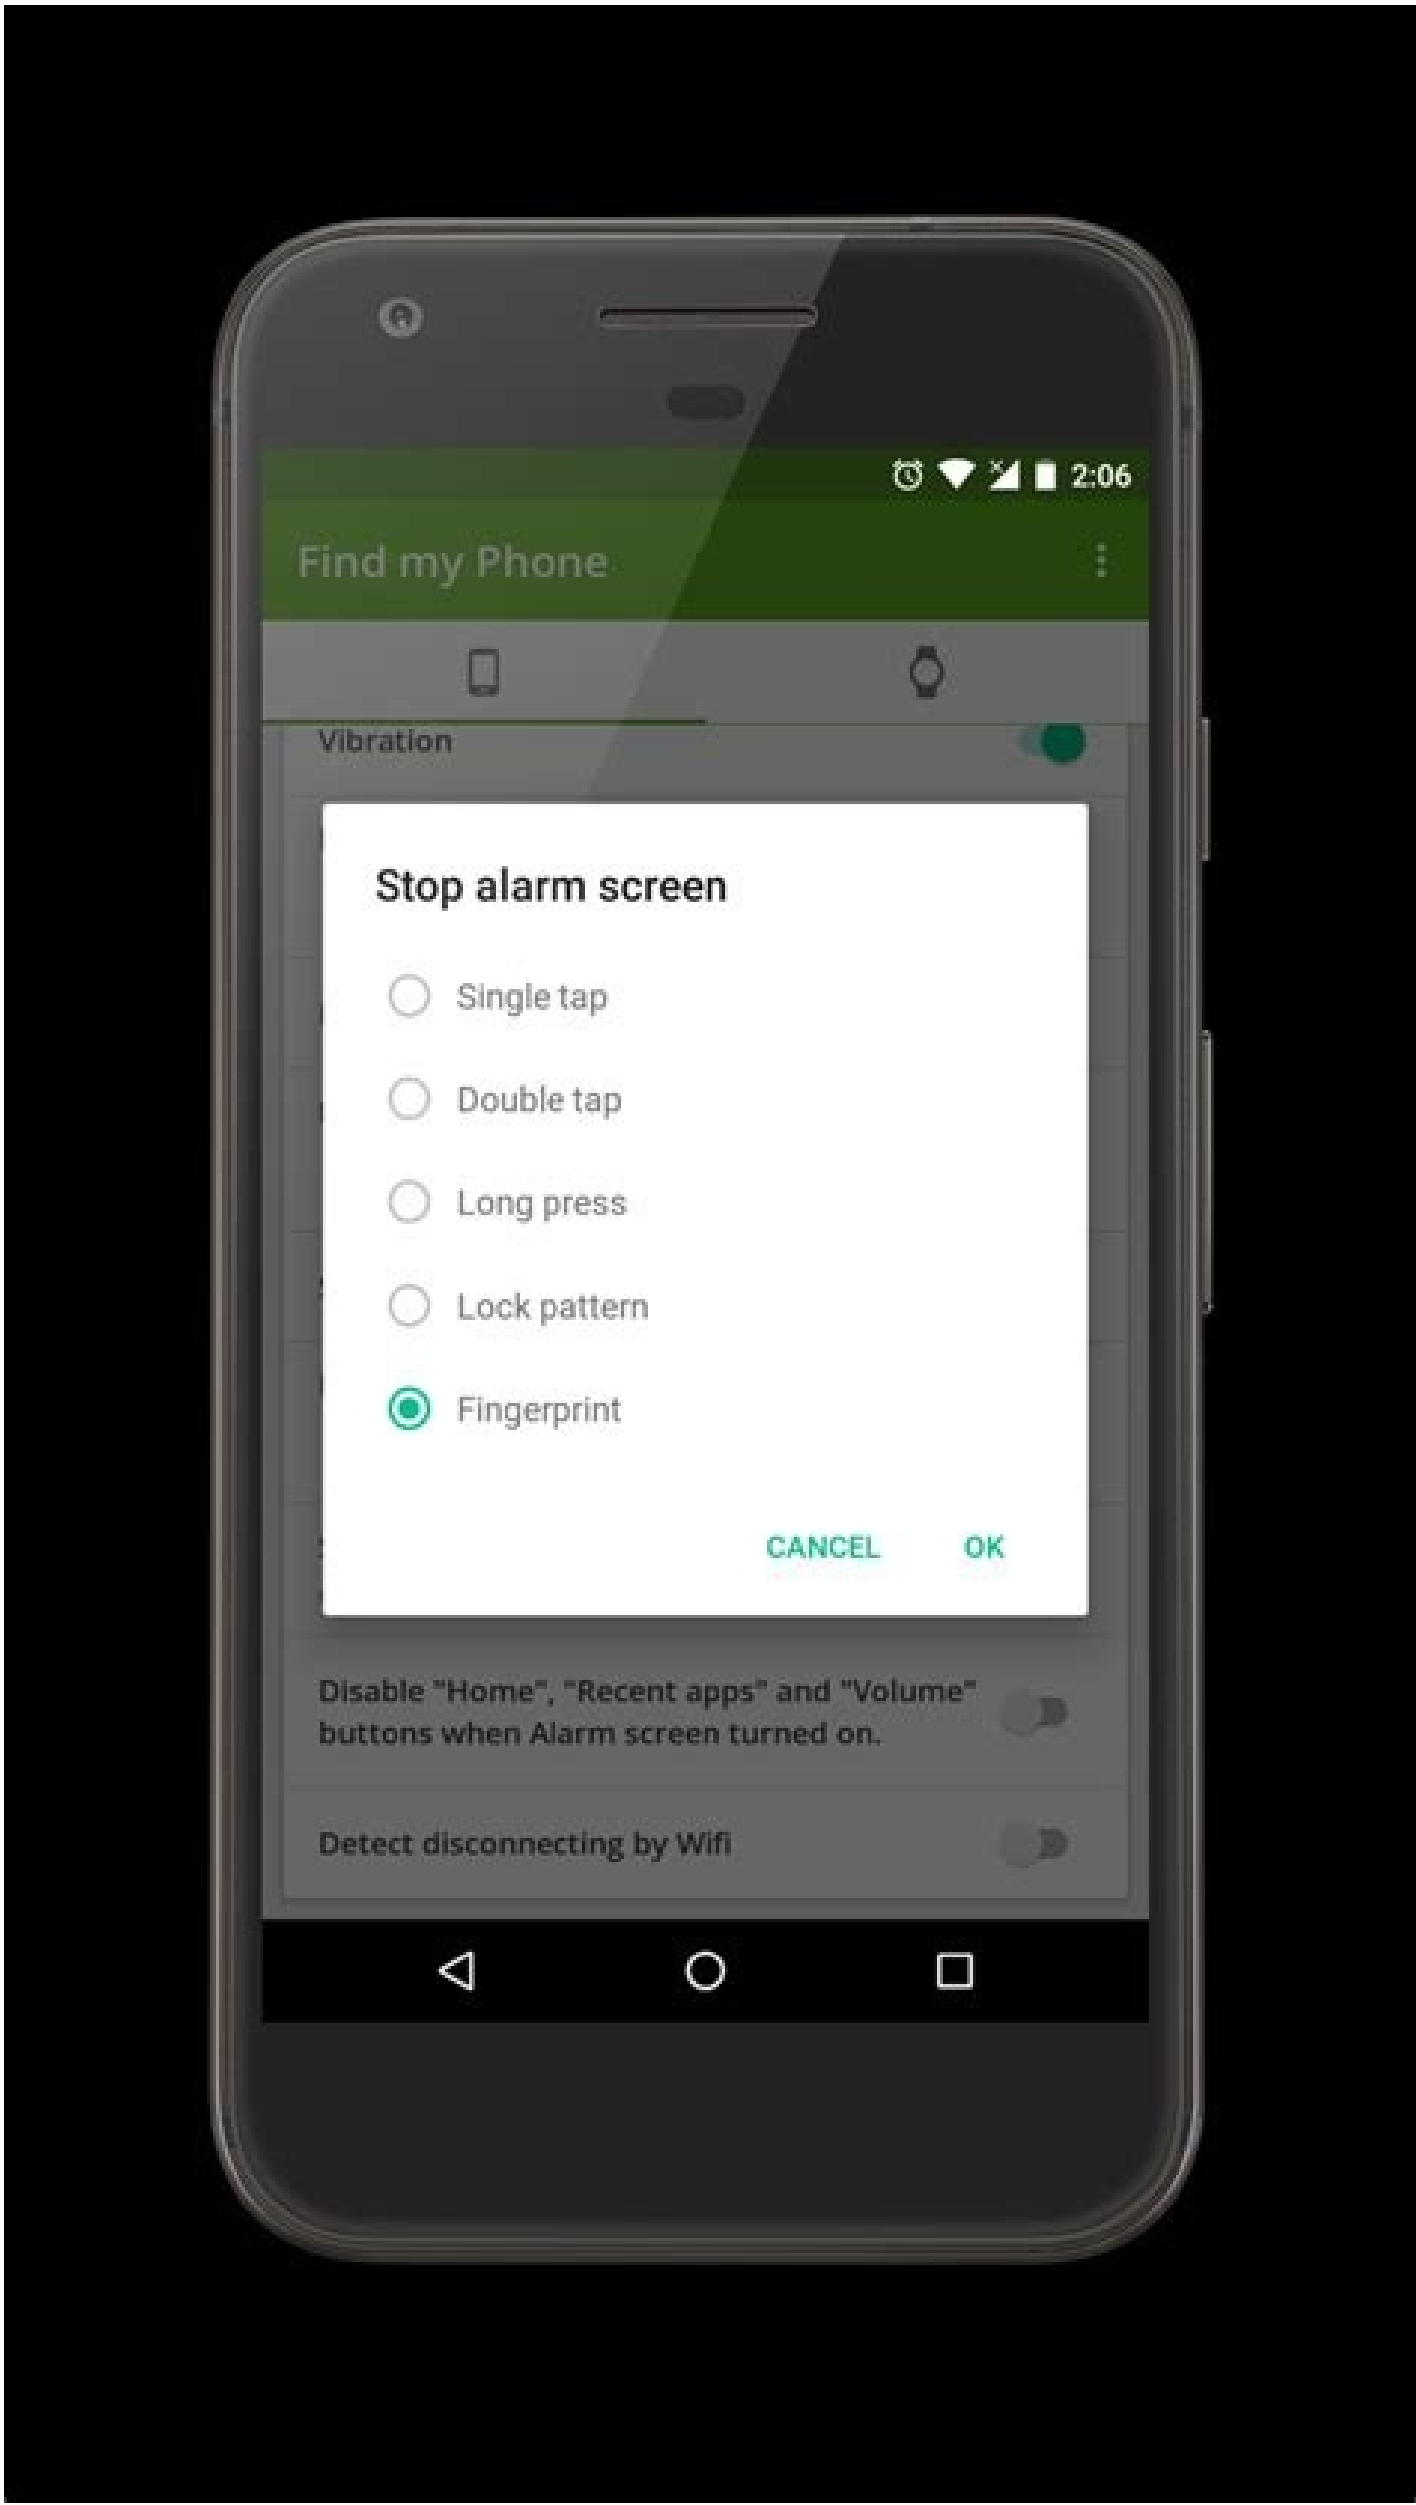 2:06
Find my Phone
Vibration
Stop alarm screen
Single tap
Double tap
Long press
Lock pattern
Fingerprint
CANCEL OK
Disable "Home", "Recent apps" and "Volume"
buttons when Alarm screen turned on.
Detect disconnecting by Wifi